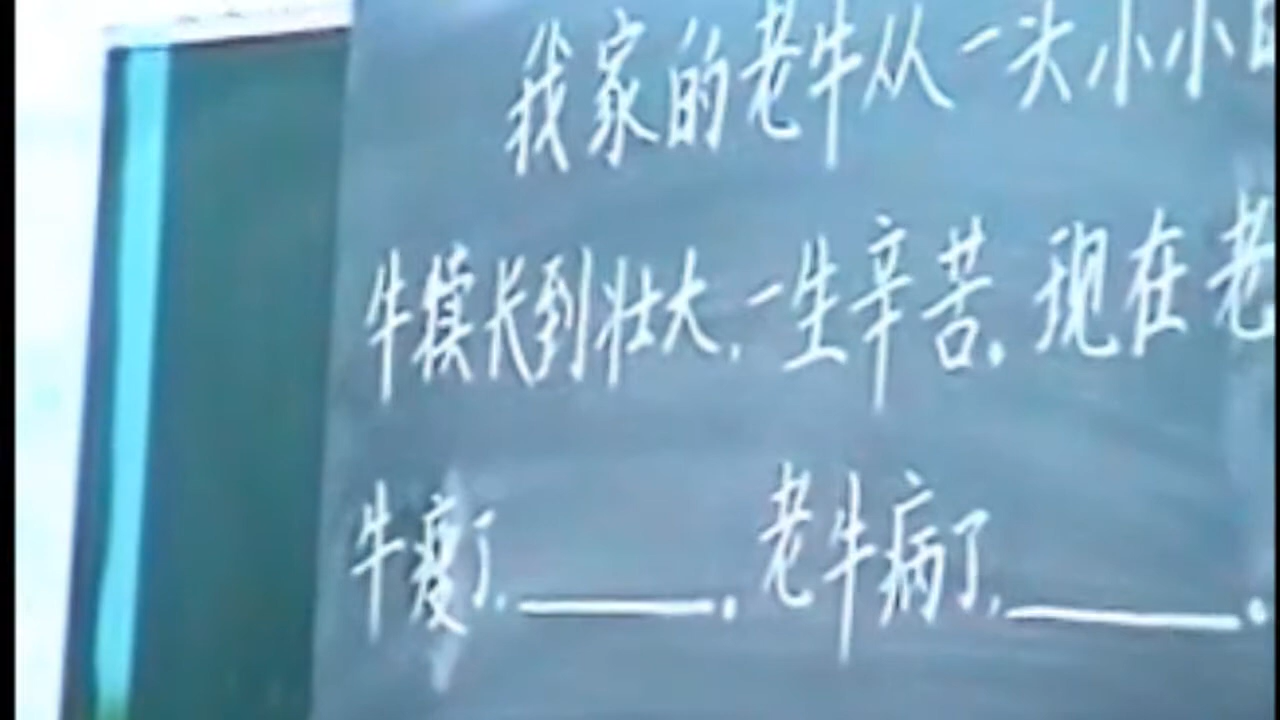 我家的老牛从一头小小
牛犊长到壮大,一生辛苦.现在老
牛瘦了,______.老牛病了,______.